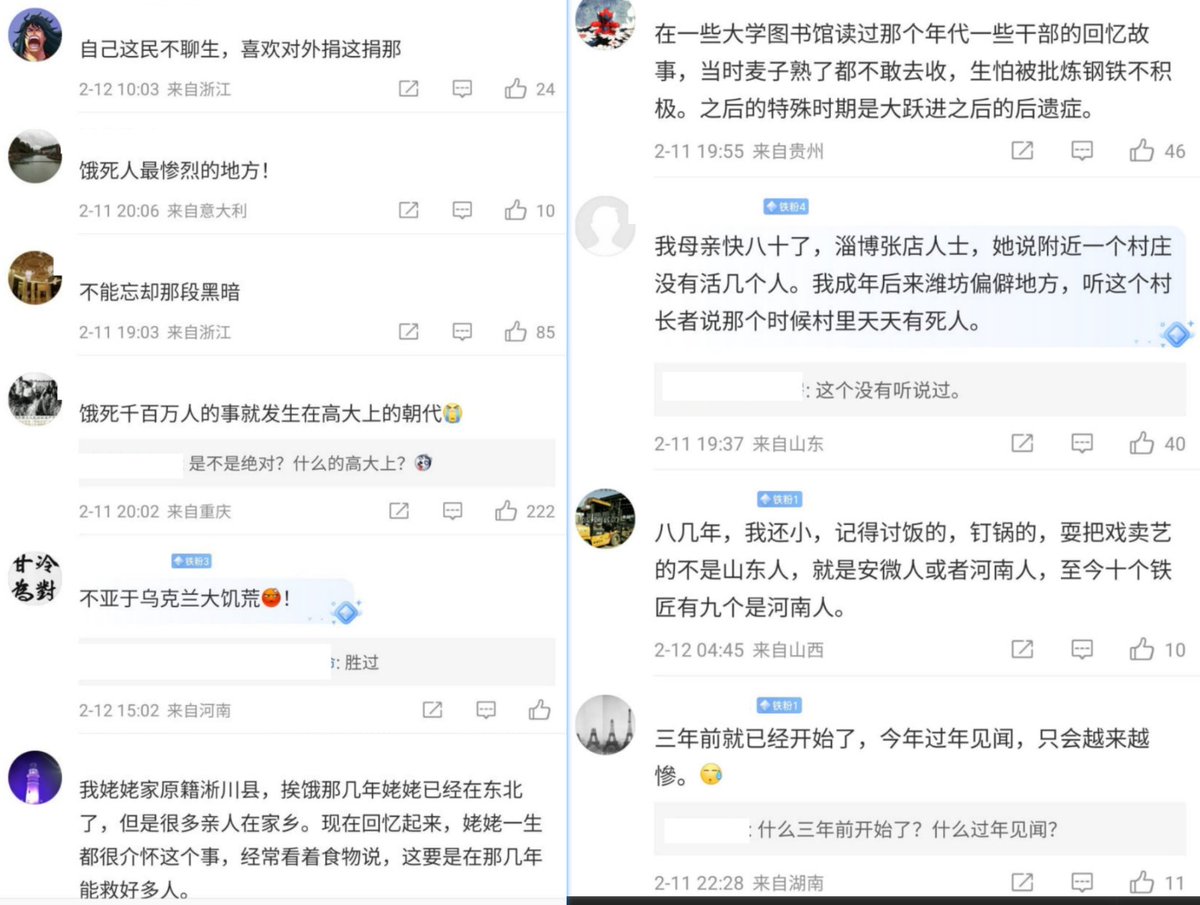 自己这民不聊生，喜欢对外捐这捐那
2-12 10:03 来自浙江
24
饿死人最惨烈的地方！
2-11 20:06 来自意大利
10
不能忘却那段黑暗
2-11 19:03 来自浙江
85
饿死千百万人的事就发生在高大上的朝代😭
是不是绝对？什么的高大上？
2-11 20:02 来自重庆
222
甘冷
为對
铁粉3
不亚于乌克兰大饥荒😡！
: 胜过
2-12 15:02 来自河南
我姥姥家原籍淅川县，挨饿那几年姥姥已经在东北
了，但是很多亲人在家乡。现在回忆起来，姥姥一生
都很介怀这个事，经常看着食物说，这要是在那几年
能救好多人。
在一些大学图书馆读过那个年代一些干部的回忆故
事，当时麦子熟了都不敢去收，生怕被批炼钢铁不积
极。之后的特殊时期是大跃进之后的后遗症。
2-11 19:55 来自贵州
46
铁粉4
我母亲快八十了，淄博张店人士，她说附近一个村庄
没有活几个人。我成年后来潍坊偏僻地方，听这个村
长者说那个时候村里天天有死人。
: 这个没有听说过。
2-11 19:37 来自山东
40
铁粉1
八几年，我还小，记得讨饭的，钉锅的，耍把戏卖艺
的不是山东人，就是安微人或者河南人，至今十个铁
匠有九个是河南人。
2-12 04:45 来自山西
10
铁粉1
三年前就已经开始了，今年过年见闻，只会越来越
惨。😥
: 什么三年前开始了？什么过年见闻？
2-11 22:28 来自湖南
11